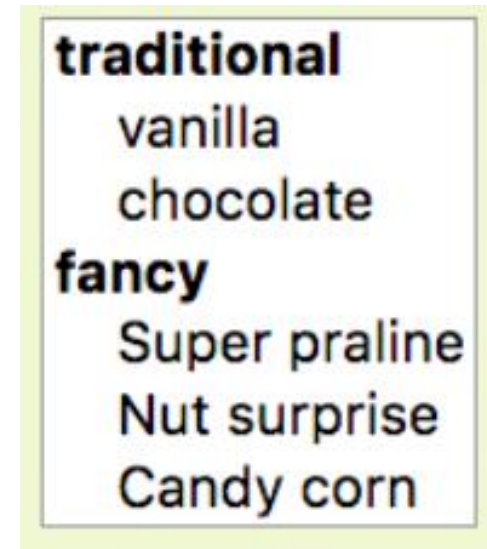 traditional
vanilla
chocolate
fancy
Super praline
Nut surprise
Candy corn